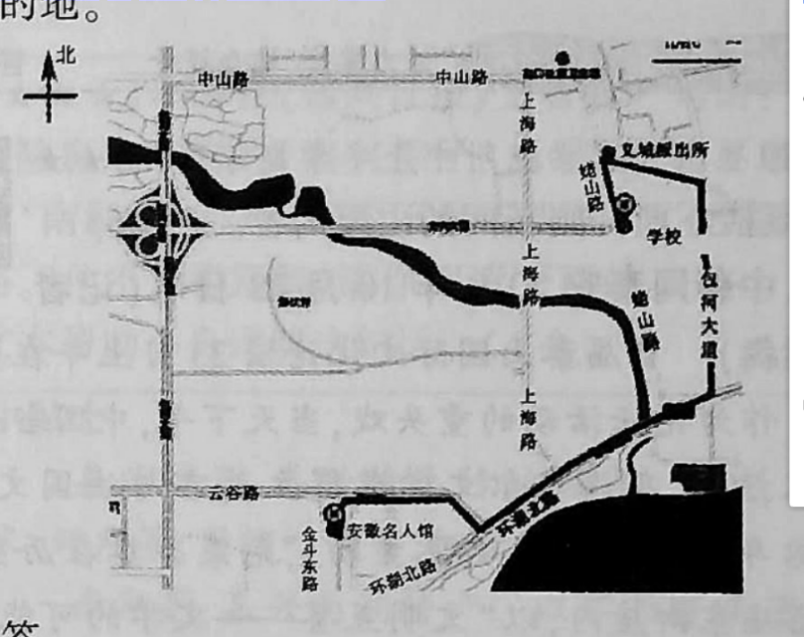 的地。
北
中山路
中山路
上海路
义城派出所
姥山路
学校
上海路
包河大道
姥山路
上海路
云谷路
安徽名人馆
金斗东路
环湖北路
环湖北路
答